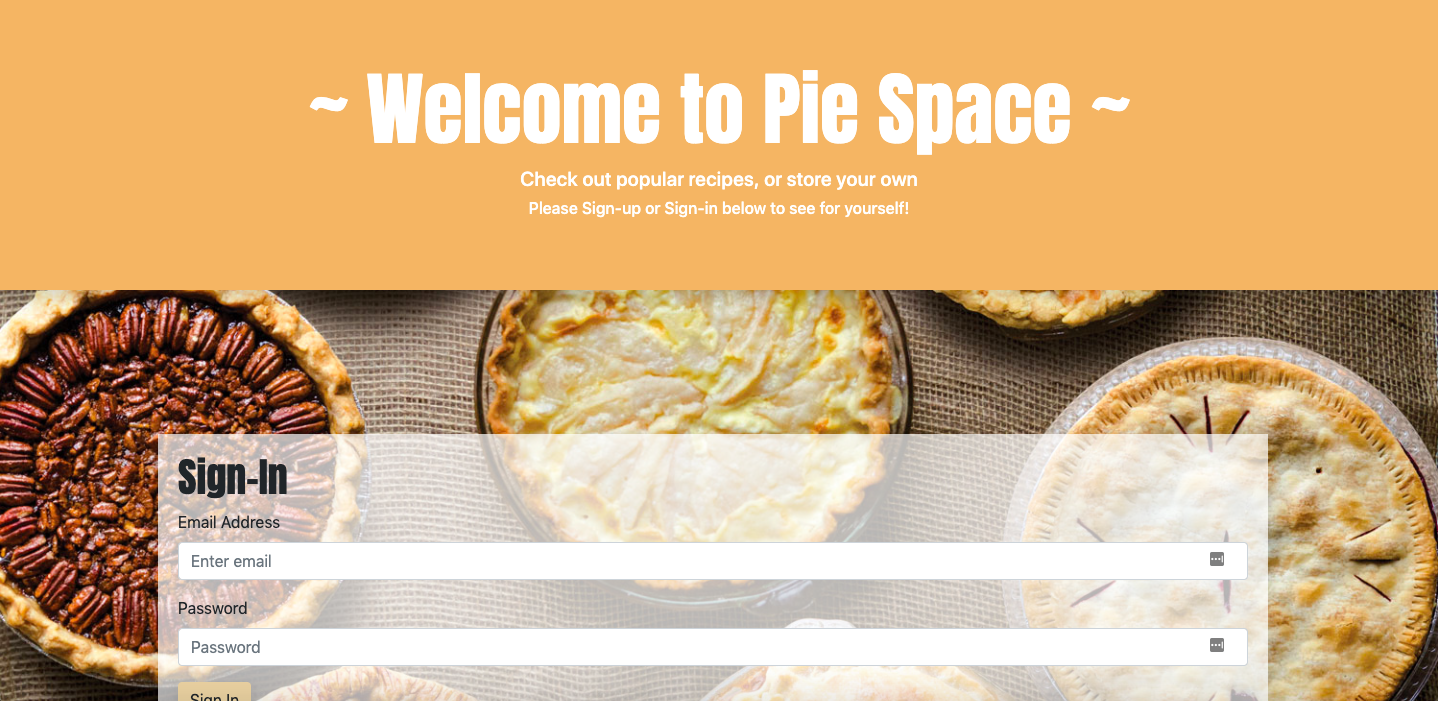 ~ Welcome to Pie Space ~
Check out popular recipes, or store your own
Please Sign-up or Sign-in below to see for yourself!
Sign-In
Email Address
Enter email
Password
Password
Sign In